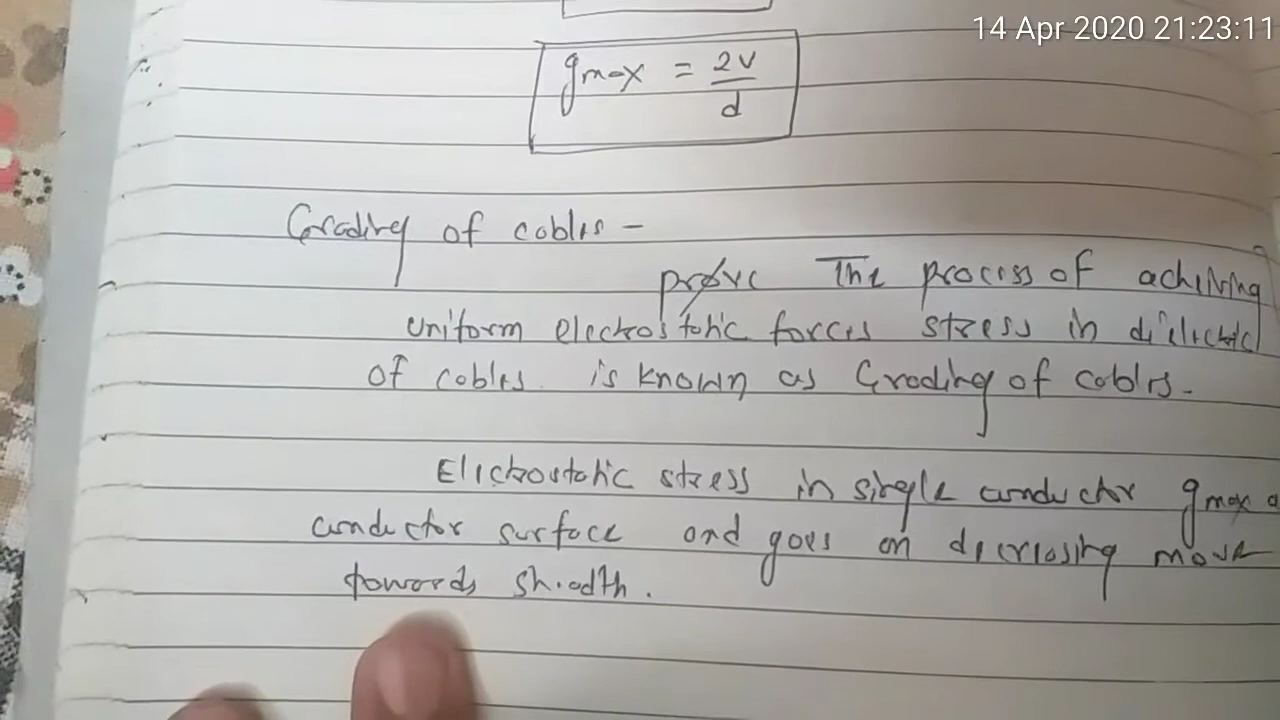 14 Apr 2020 21:23:11
gmax = 2V/d
Grading of cables -
The process of acheiving
uniform electrostatic forces stress in dielectric
of cables. is known as Grading of cables.
Electrostatic stress in single conductor gmax
conductor surface and goes on decreasing move
towards sheadth.